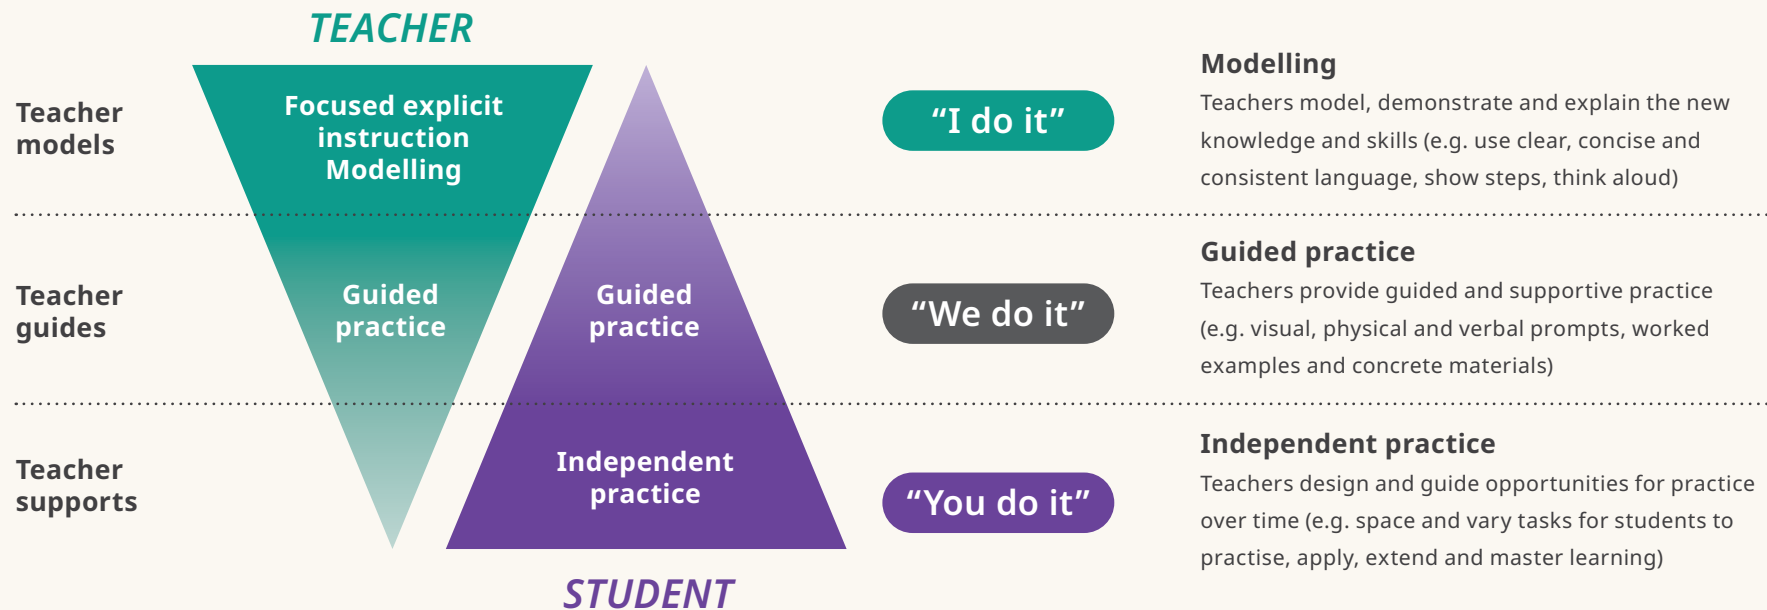 TEACHER
Teacher
models
Focused explicit
instruction
Modelling
“I do it”
Modelling
Teachers model, demonstrate and explain the new
knowledge and skills (e.g. use clear, concise and
consistent language, show steps, think aloud)
Teacher
guides
Guided
practice
Guided
practice
“We do it”
Guided practice
Teachers provide guided and supportive practice
(e.g. visual, physical and verbal prompts, worked
examples and concrete materials)
Teacher
supports
Independent
practice
“You do it”
Independent practice
Teachers design and guide opportunities for practice
over time (e.g. space and vary tasks for students to
practise, apply, extend and master learning)
STUDENT